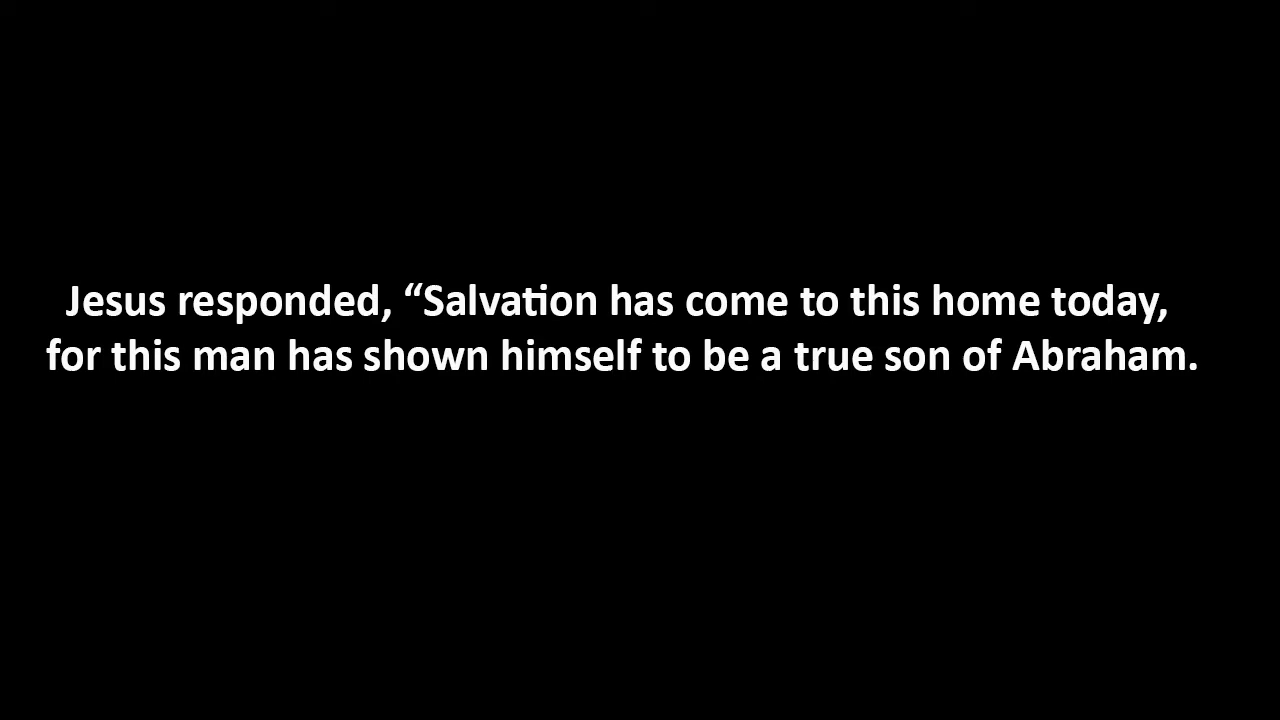 Jesus responded, “Salvation has come to this home today,
for this man has shown himself to be a true son of Abraham.